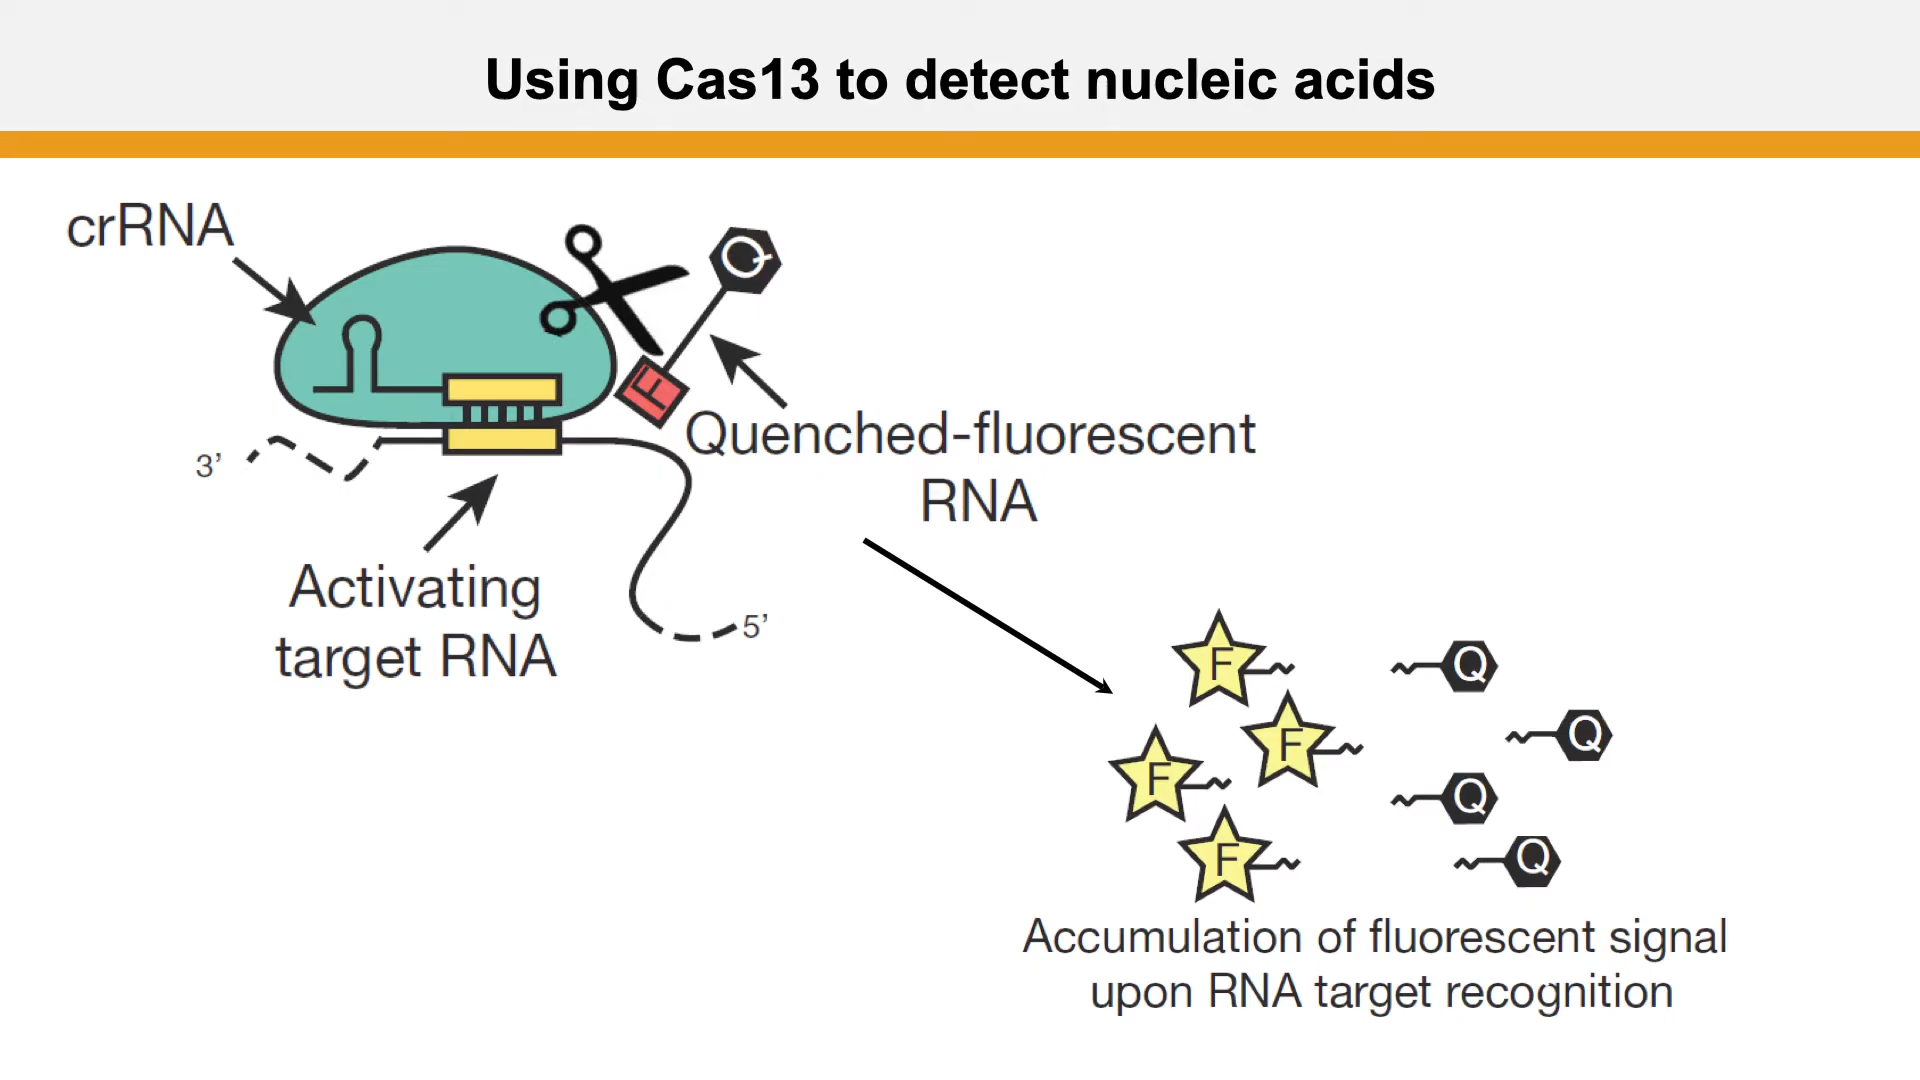 Using Cas13 to detect nucleic acids
crRNA
Q
F
Quenched-fluorescent
RNA
3’
Activating
target RNA
5’
F
Q
F
Q
F
Q
F
Q
Accumulation of fluorescent signal
upon RNA target recognition